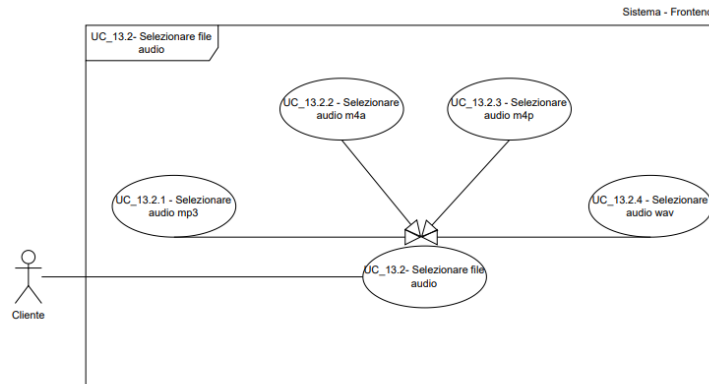 Sistema - Frontend
UC_13.2- Selezionare file
audio
UC_13.2.2 - Selezionare
audio m4a
UC_13.2.3 - Selezionare
audio m4p
UC_13.2.1 - Selezionare
audio mp3
UC_13.2.4 - Selezionare
audio wav
UC_13.2- Selezionare file
audio
Cliente